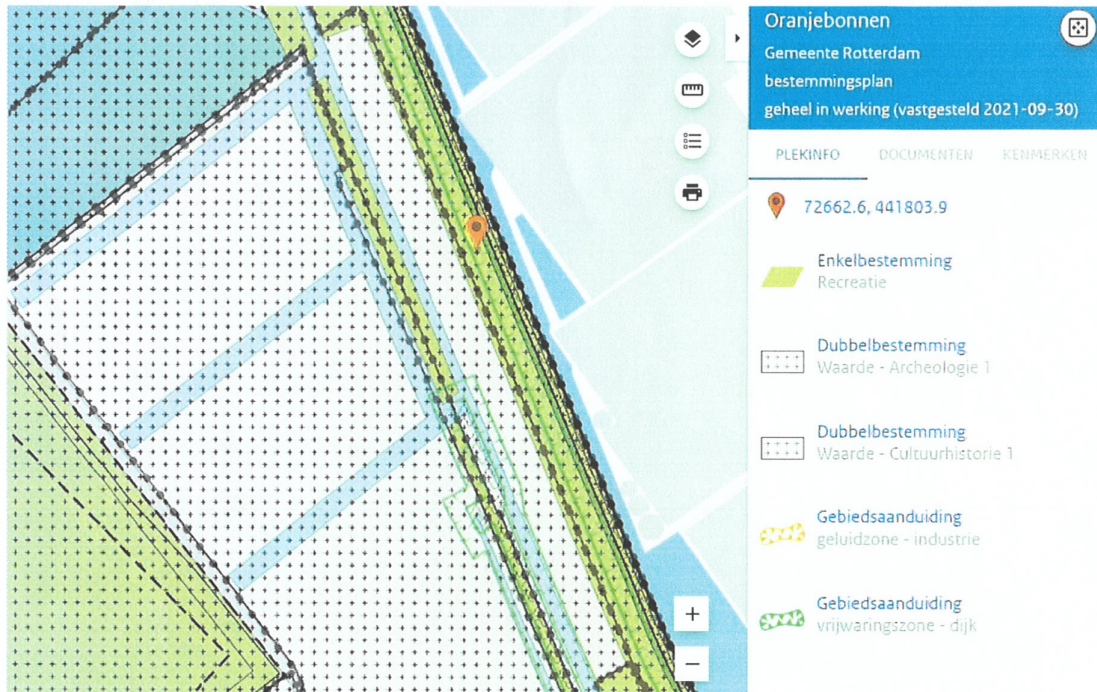 Oranjebonnen
Gemeente Rotterdam
bestemmingsplan
geheel in werking (vastgesteld 2021-09-30)
PLEKINFO DOCUMENTEN KENMERKEN
72662.6, 441803.9
Enkelbestemming
Recreatie
Dubbelbestemming
Waarde - Archeologie 1
Dubbelbestemming
Waarde - Cultuurhistorie 1
Gebiedsaanduiding
geluidzone - industrie
Gebiedsaanduiding
vrijwaringszone - dijk
+
−